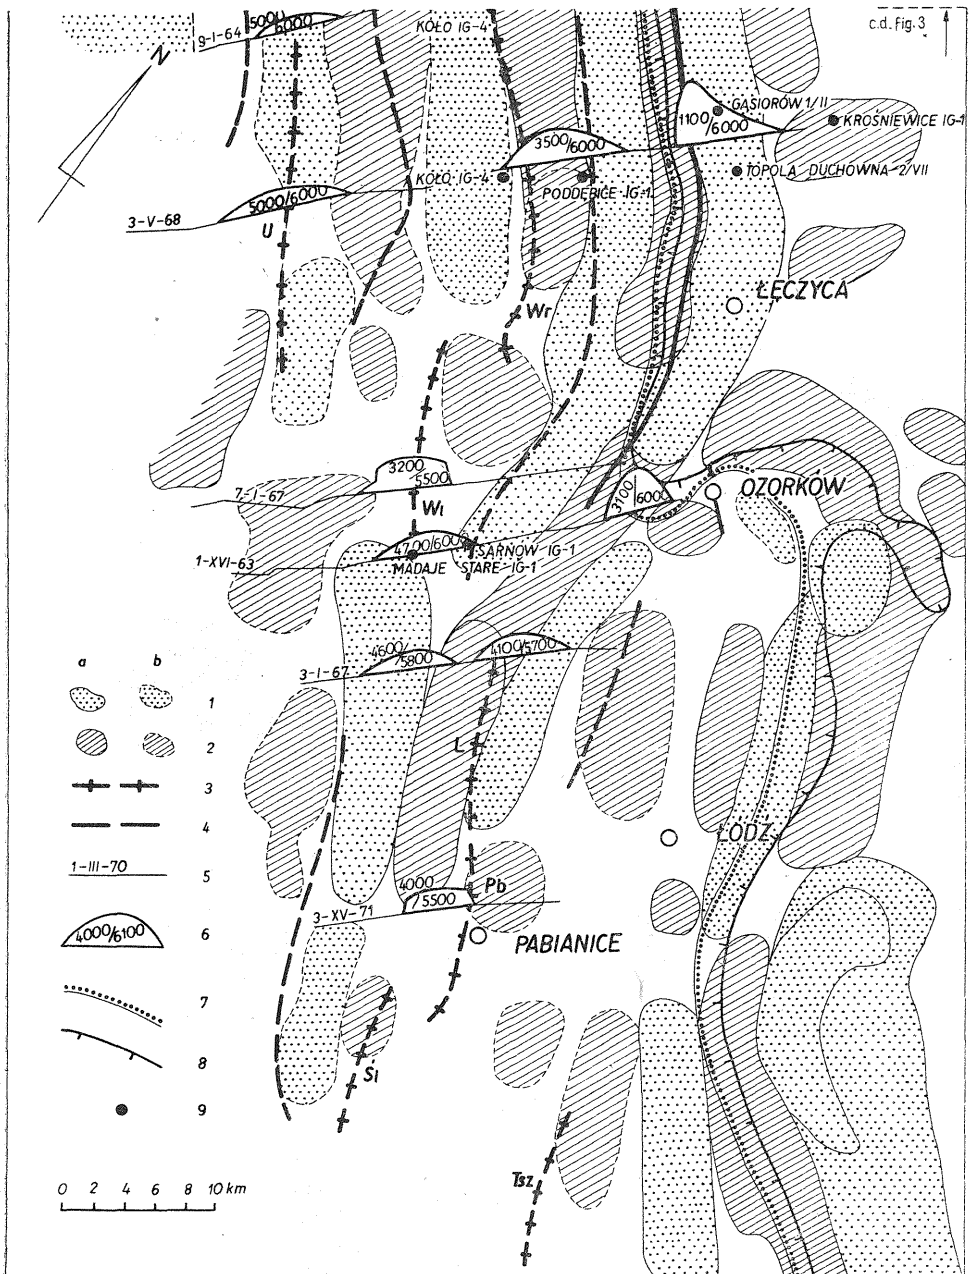 c.d. fig. 3
5000/6000
9-I-64
KOŁO IG-4
N
GĄSIORÓW 1/II
1100/6000
KROŚNIEWICE IG-1
3500/6000
KOŁO IG-4
PODDĘBICE IG-1
TOPOLA DUCHOWNA 2/VII
5000/6000
3-V-68
U
ŁĘCZYCA
Wr
3200/5500
7-I-67
Wi
3100/6000
OZORKÓW
4700/6000
SARNÓW IG-1
1-XVI-63
MADAJE STARE IG-1
4600/5800
4100/5700
3-I-67
a b
1
2
L
3
4
ŁÓDŹ
1-III-70
5
4000/5500
Pb
3-XV-71
4000/6100
6
PABIANICE
7
8
Si
9
Tsz
0 2 4 6 8 10 km